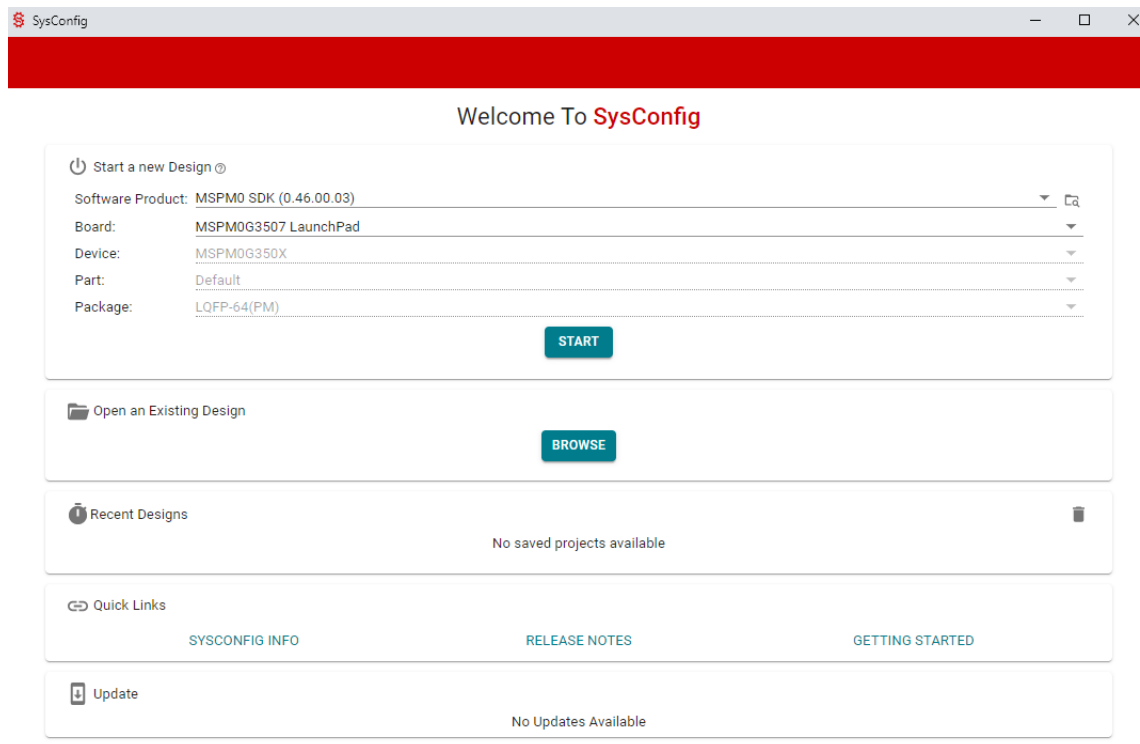 SysConfig
Welcome To SysConfig
Start a new Design
Software Product: MSPM0 SDK (0.46.00.03)
Board: MSPM0G3507 LaunchPad
Device: MSPM0G350X
Part: Default
Package: LQFP-64(PM)
START
Open an Existing Design
BROWSE
Recent Designs
No saved projects available
Quick Links
SYSCONFIG INFO RELEASE NOTES GETTING STARTED
Update
No Updates Available